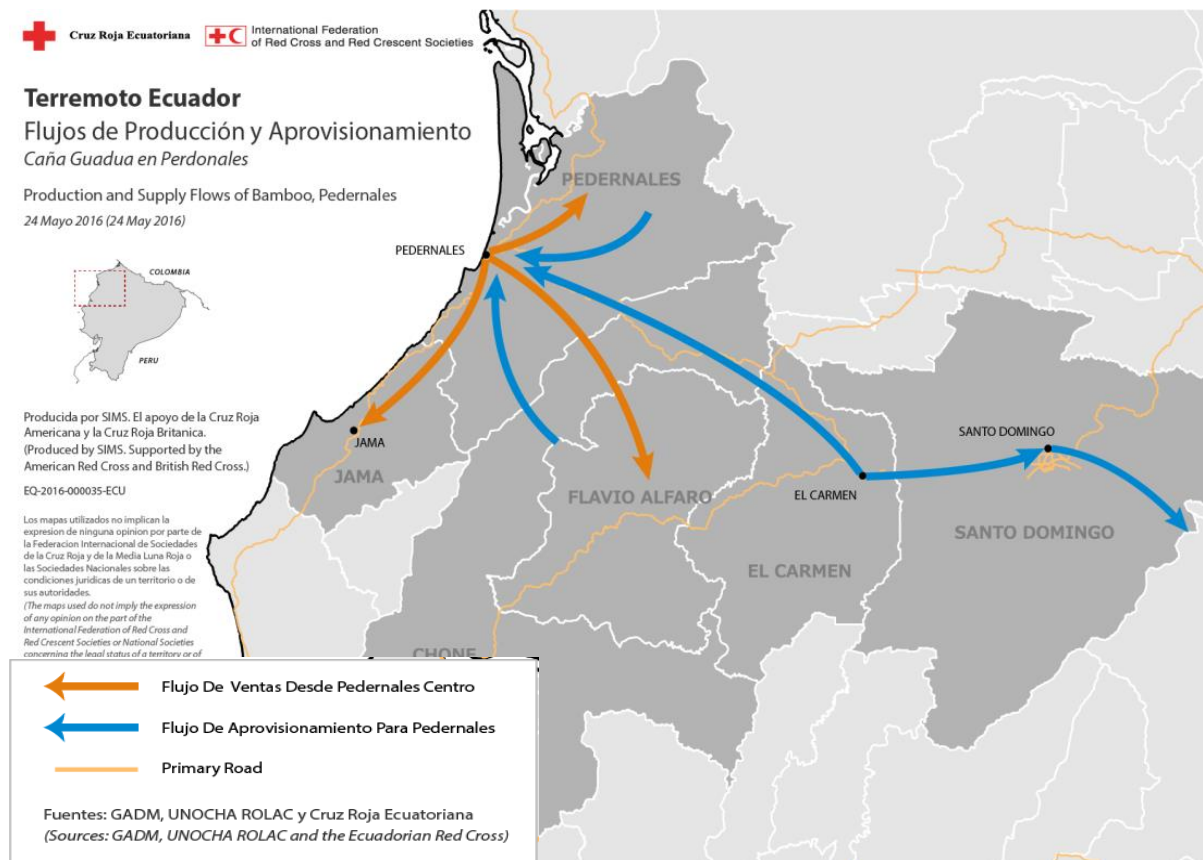 Cruz Roja Ecuatoriana
International Federation
of Red Cross and Red Crescent Societies
Terremoto Ecuador
Flujos de Producción y Aprovisionamiento
Caña Guadua en Perdonales
Production and Supply Flows of Bamboo, Pedernales
24 Mayo 2016 (24 May 2016)
COLOMBIA
PERU
Producida por SIMS. El apoyo de la Cruz Roja
Americana y la Cruz Roja Britanica.
(Produced by SIMS. Supported by the
American Red Cross and British Red Cross.)
EQ-2016-000035-ECU
Los mapas utilizados no implican la
expresion de ninguna opinion por parte de
la Federacion Internacional de Sociedades
de la Cruz Roja y de la Media Luna Roja o
las Sociedades Nacionales sobre las
condiciones juridicas de un territorio o de
sus autoridades.
(The maps used do not imply the expression
of any opinion on the part of the
International Federation of Red Cross and
Red Crescent Societies or National Societies
concerning the legal status of a territory or of
PEDERNALES
PEDERNALES
JAMA
JAMA
FLAVIO ALFARO
EL CARMEN
EL CARMEN
SANTO DOMINGO
SANTO DOMINGO
CHONE
Flujo De Ventas Desde Pedernales Centro
Flujo De Aprovisionamiento Para Pedernales
Primary Road
Fuentes: GADM, UNOCHA ROLAC y Cruz Roja Ecuatoriana
(Sources: GADM, UNOCHA ROLAC and the Ecuadorian Red Cross)